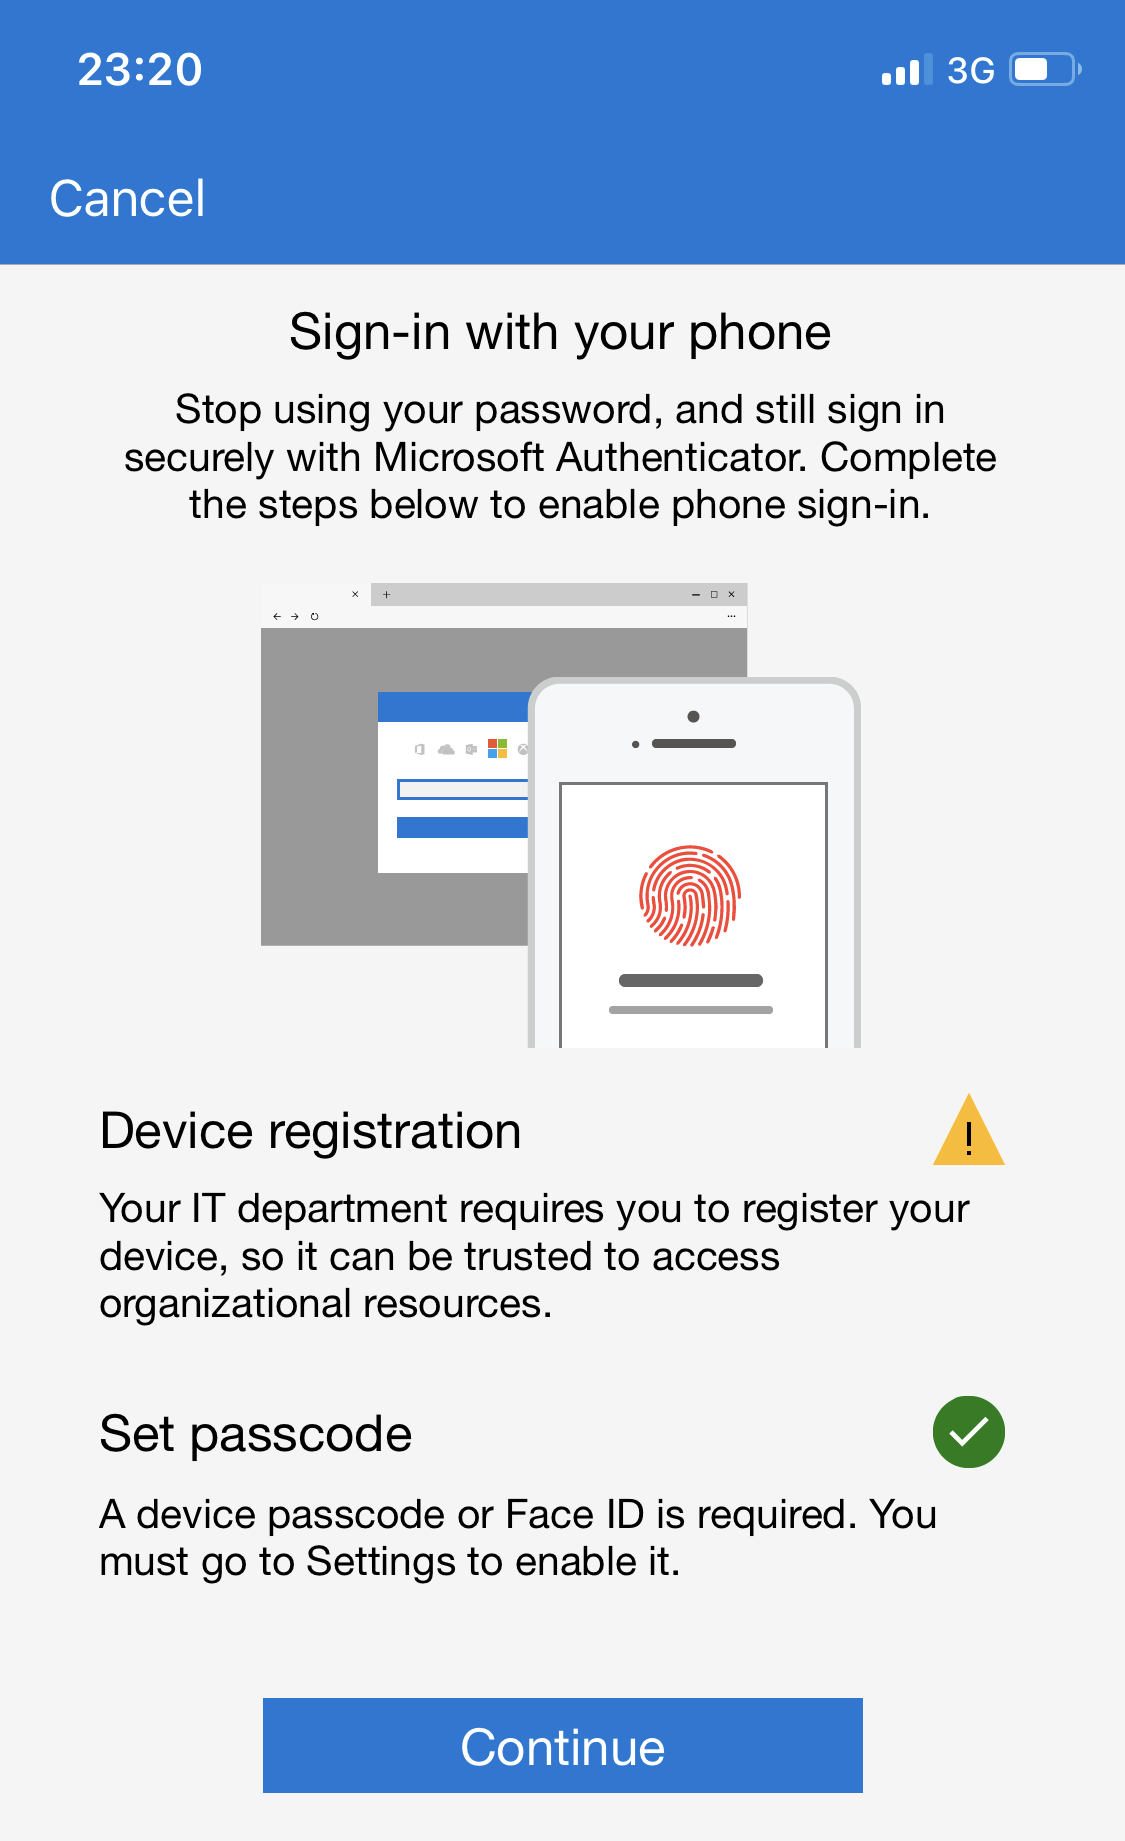 23:20
3G
Cancel
Sign-in with your phone
Stop using your password, and still sign in
securely with Microsoft Authenticator. Complete
the steps below to enable phone sign-in.
Device registration
Your IT department requires you to register your
device, so it can be trusted to access
organizational resources.
Set passcode
A device passcode or Face ID is required. You
must go to Settings to enable it.
Continue